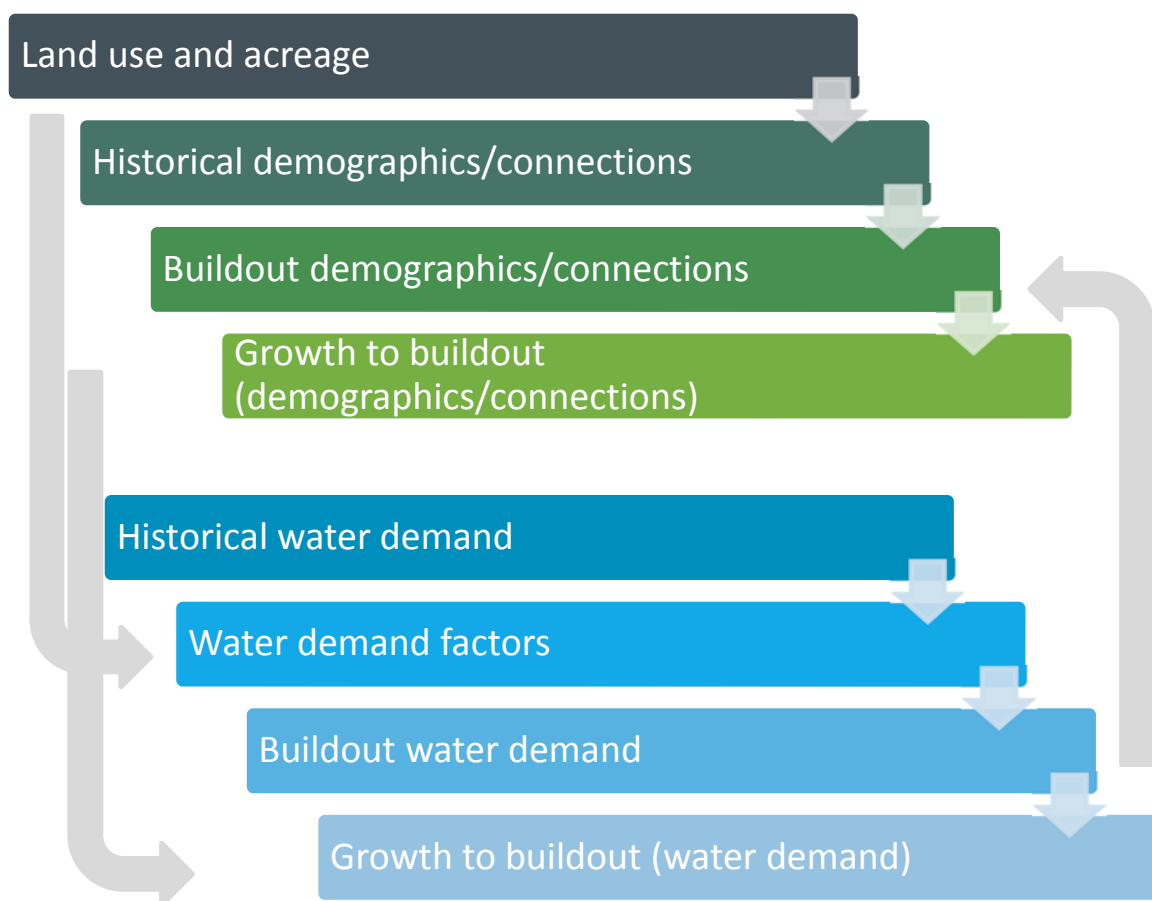 Land use and acreage
Historical demographics/connections
Buildout demographics/connections
Growth to buildout
(demographics/connections)
Historical water demand
Water demand factors
Buildout water demand
Growth to buildout (water demand)